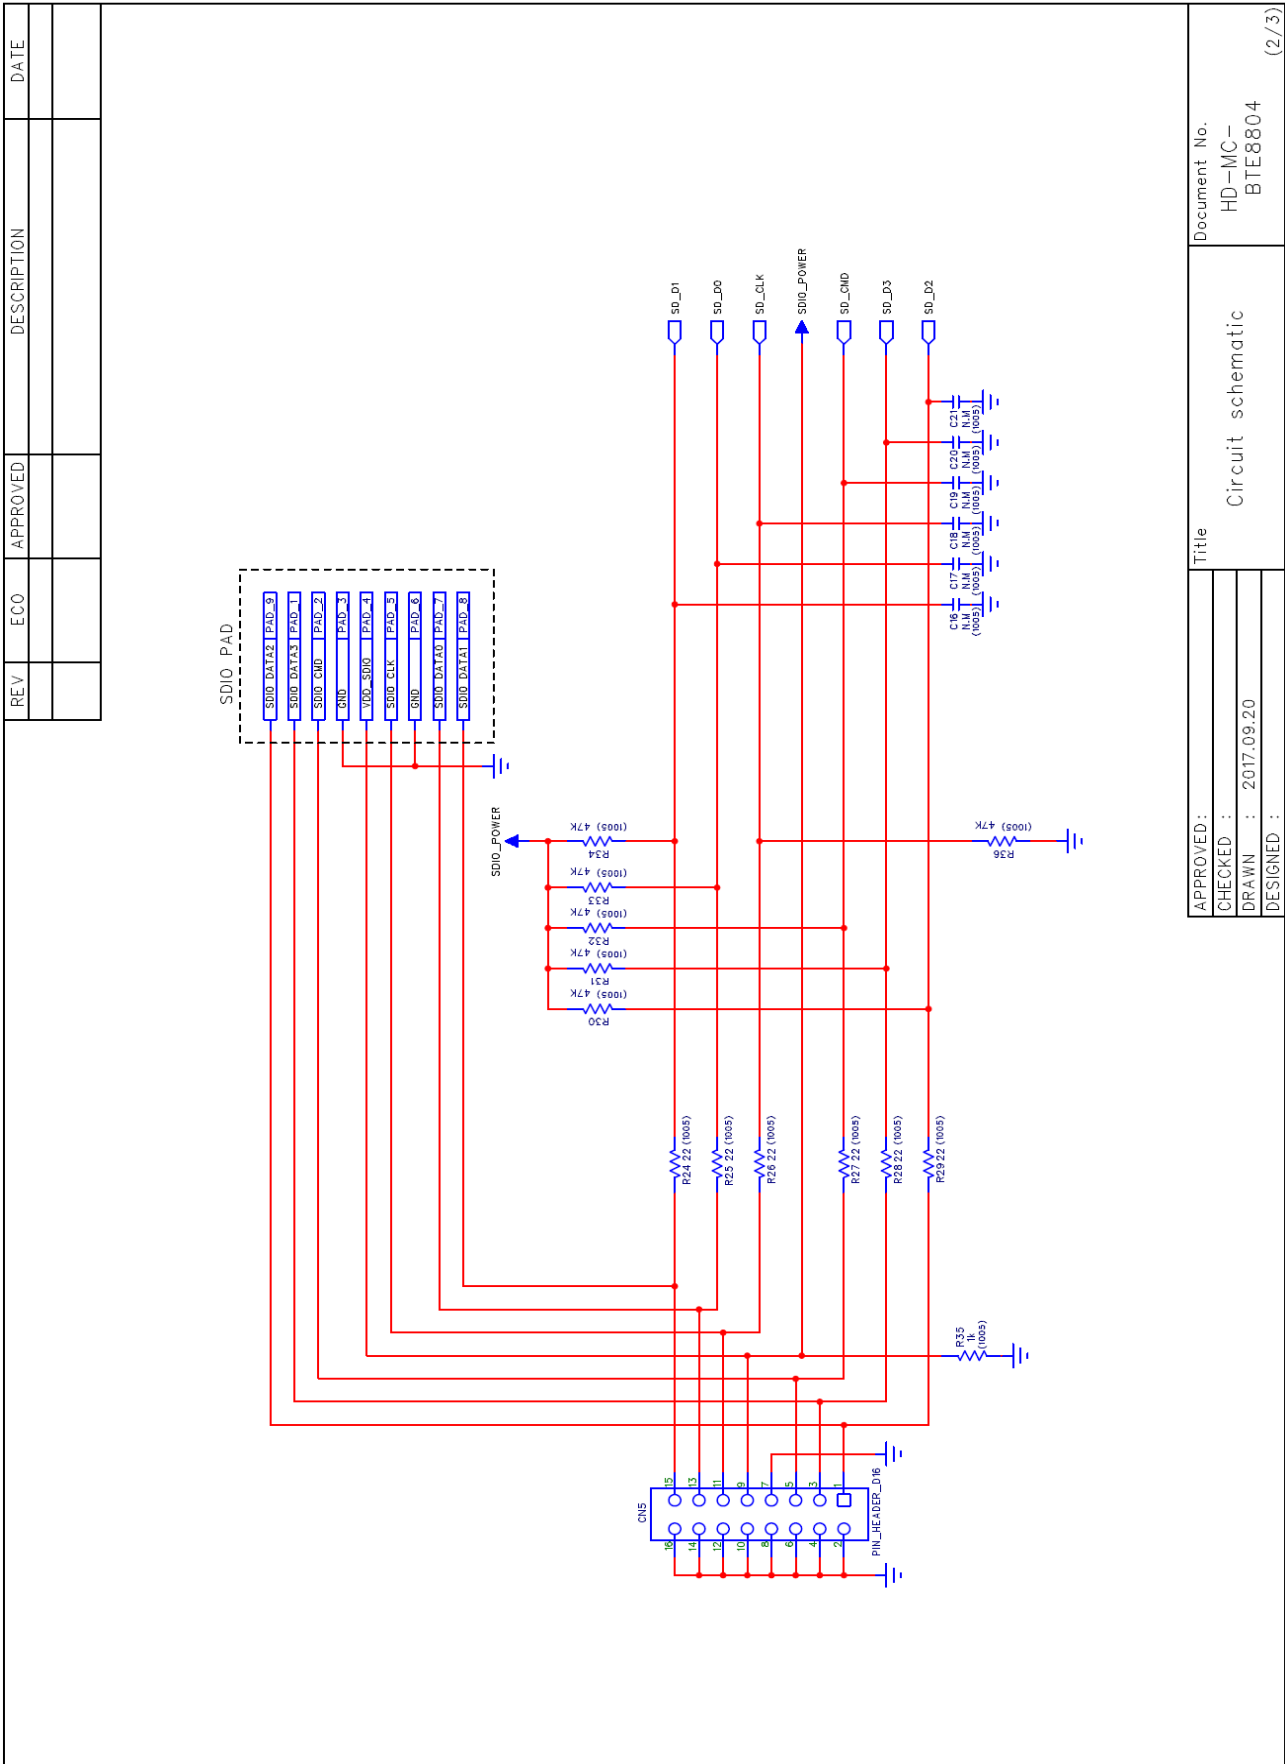 REV
ECO
APPROVED
DESCRIPTION
DATE
SDIO PAD
SDIO DATA2 PAD_9
SDIO DATA3 PAD_1
SDIO CMD PAD_2
GND PAD_3
VDD_SDIO PAD_4
SDIO CLK PAD_5
GND PAD_6
SDIO DATA0 PAD_7
SDIO DATA1 PAD_8
SDIO_POWER
R34
47K (1005)
R33
47K (1005)
R32
47K (1005)
R31
47K (1005)
R30
47K (1005)
SD_D1
SD_D0
SD_CLK
SDIO_POWER
SD_CMD
SD_D3
SD_D2
C16
N.M
(1005)
C17
N.M
(1005)
C18
N.M
(1005)
C19
N.M
(1005)
C20
N.M
(1005)
C21
N.M
(1005)
R36
47K (1005)
R24 22 (1005)
R25 22 (1005)
R26 22 (1005)
R27 22 (1005)
R28 22 (1005)
R29 22 (1005)
R35
1k
(1005)
CN5
16 15
14 13
12 11
10 9
8 7
6 5
4 3
2 1
PIN_HEADER_D16
APPROVED :
CHECKED :
DRAWN : 2017.09.20
DESIGNED :
Title
Circuit schematic
Document No.
HD-MC-
BTE8804
(2/3)